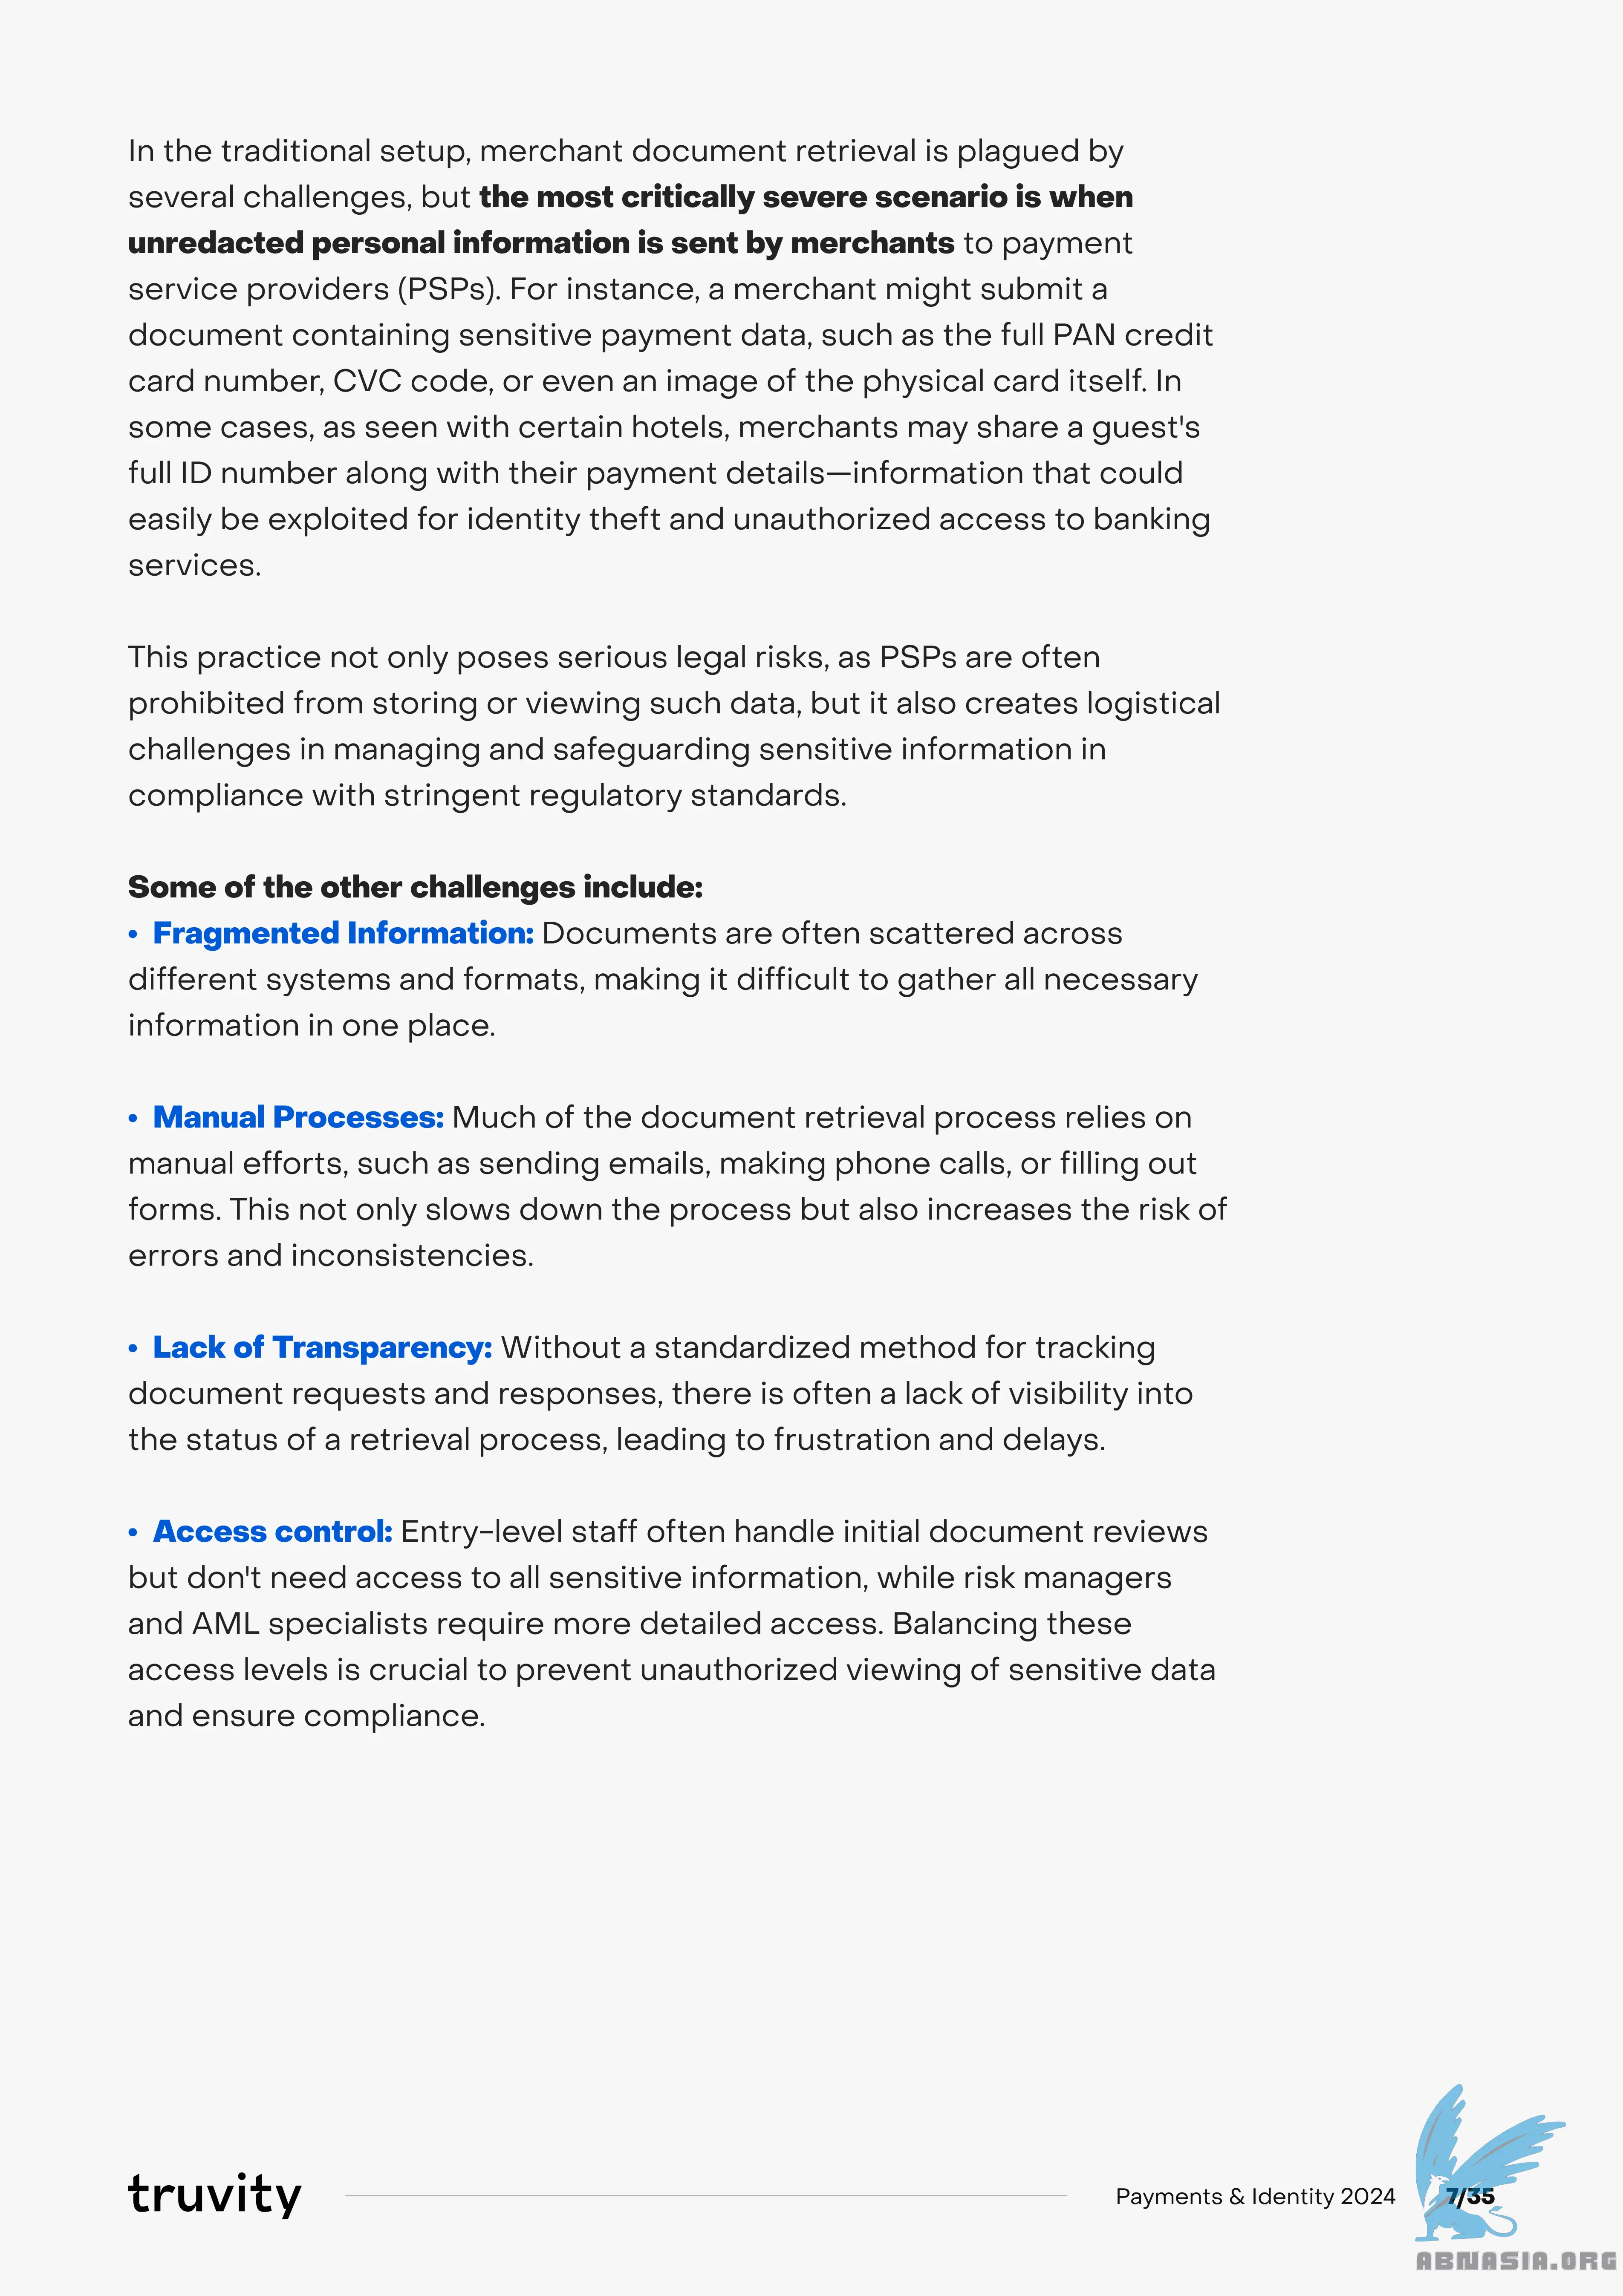 In the traditional setup, merchant document retrieval is plagued by
several challenges, but the most critically severe scenario is when
unredacted personal information is sent by merchants to payment
service providers (PSPs). For instance, a merchant might submit a
document containing sensitive payment data, such as the full PAN credit
card number, CVC code, or even an image of the physical card itself. In
some cases, as seen with certain hotels, merchants may share a guest's
full ID number along with their payment details—information that could
easily be exploited for identity theft and unauthorized access to banking
services.
This practice not only poses serious legal risks, as PSPs are often
prohibited from storing or viewing such data, but it also creates logistical
challenges in managing and safeguarding sensitive information in
compliance with stringent regulatory standards.
Some of the other challenges include:
• Fragmented Information: Documents are often scattered across
different systems and formats, making it difficult to gather all necessary
information in one place.
• Manual Processes: Much of the document retrieval process relies on
manual efforts, such as sending emails, making phone calls, or filling out
forms. This not only slows down the process but also increases the risk of
errors and inconsistencies.
• Lack of Transparency: Without a standardized method for tracking
document requests and responses, there is often a lack of visibility into
the status of a retrieval process, leading to frustration and delays.
• Access control: Entry-level staff often handle initial document reviews
but don't need access to all sensitive information, while risk managers
and AML specialists require more detailed access. Balancing these
access levels is crucial to prevent unauthorized viewing of sensitive data
and ensure compliance.
truvity Payments & Identity 2024 7/35
ABNASIA.ORG